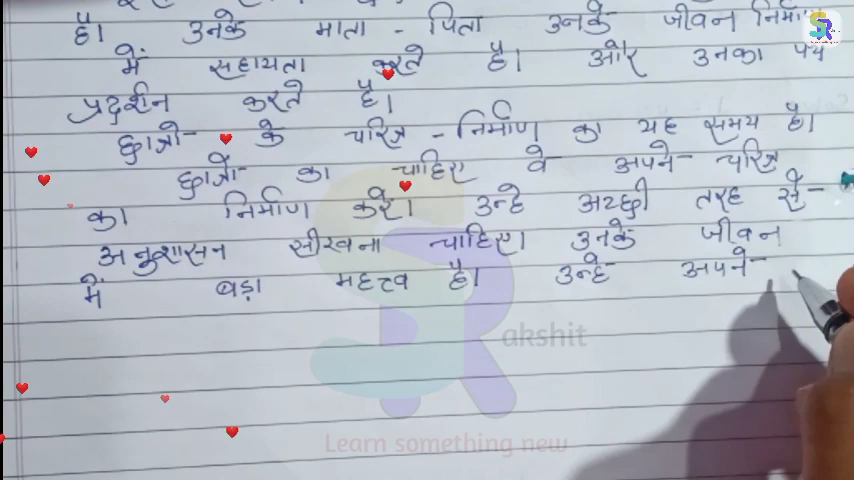 है। उनके माता - पिता उनके जीवन निर्माण
में सहायता करते है। और उनका पथ
प्रदर्शन करते है।
छात्रो के चरित्र - निर्माण का यह समय है।
छात्रों का चाहिए वे अपने चरित्र
का निर्माण करे। उन्हे अच्छी तरह से
अनुशासन सीखना चाहिए। उनके जीवन
में बड़ा महत्त्व है। उन्हे अपने
akshit
Learn something new